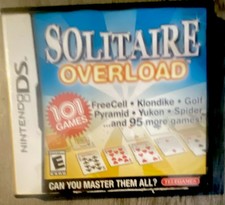 SOLITAIRE
OVERLOAD
NINTENDO DS
101
GAMES
FreeCell • Klondike • Golf
Pyramid • Yukon • Spider
...and 95 more games!
E
CAN YOU MASTER THEM ALL?